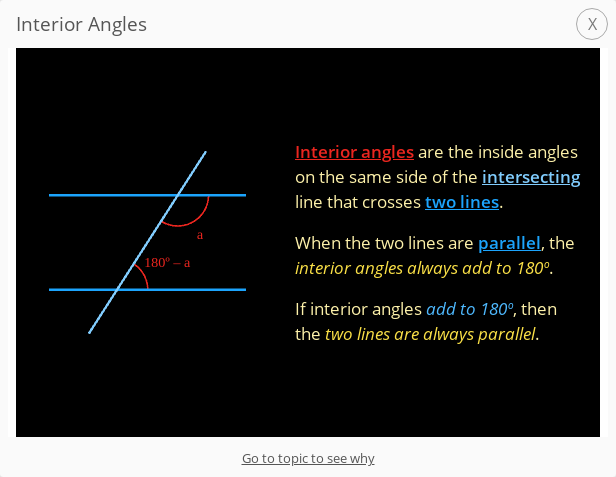 Interior Angles
X
Interior angles are the inside angles
on the same side of the intersecting
line that crosses two lines.
a
180º – a
When the two lines are parallel, the
interior angles always add to 180º.
If interior angles add to 180º, then
the two lines are always parallel.
Go to topic to see why